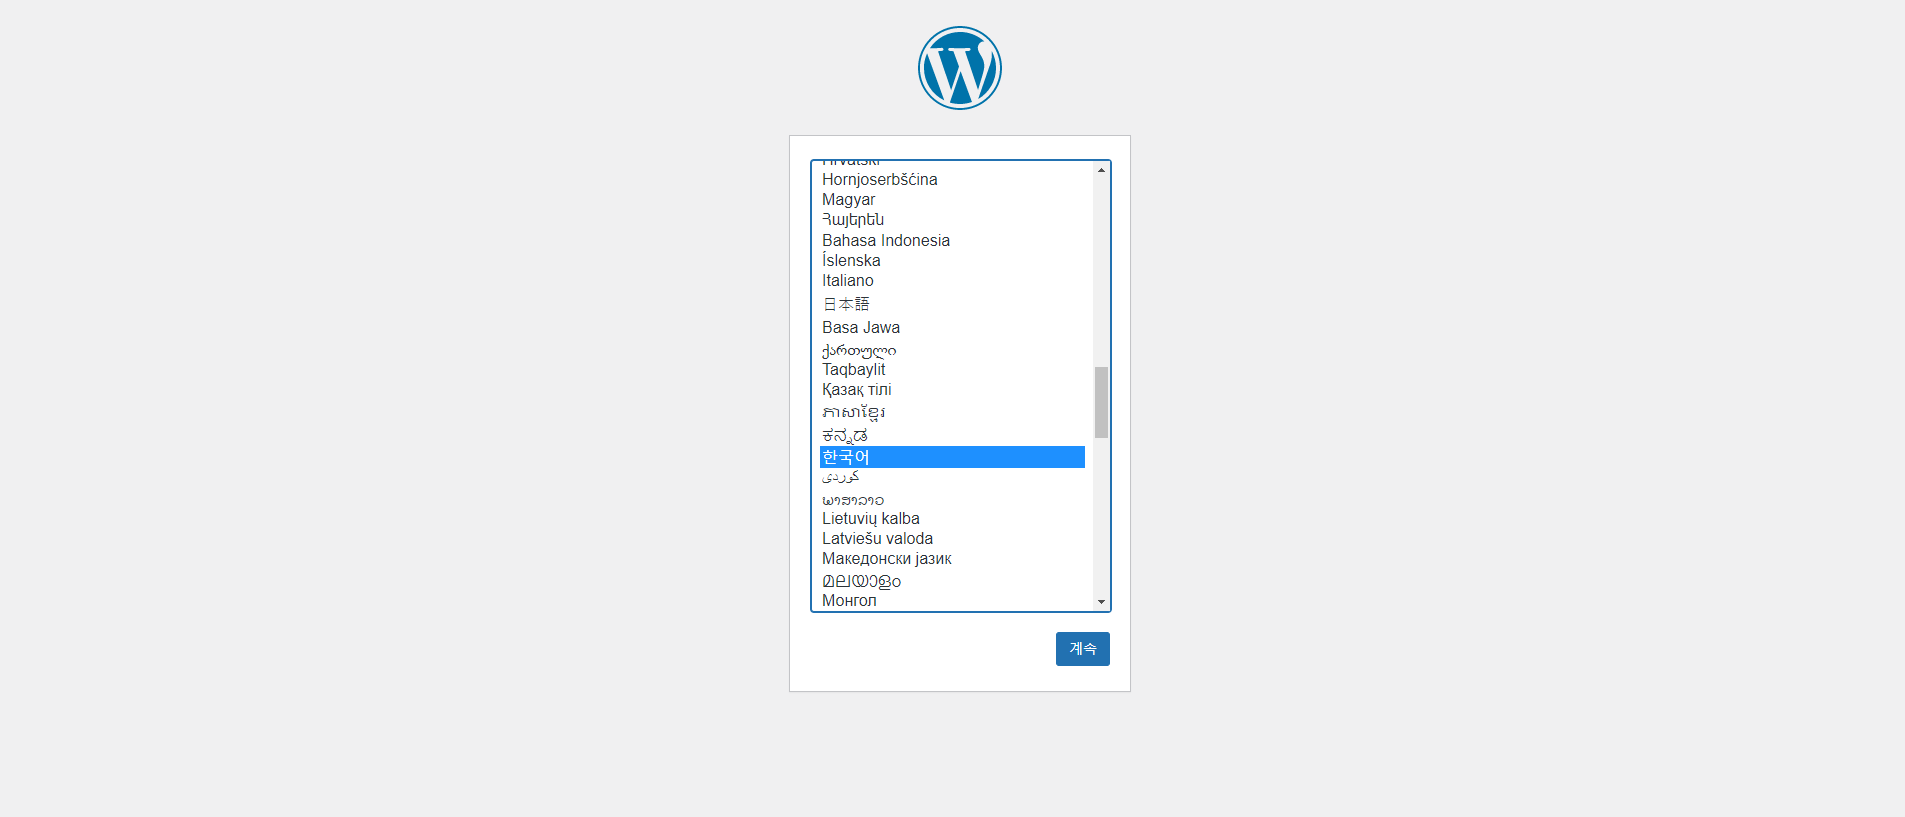 Hrvatski
Hornjoserbšćina
Magyar
Հայերեն
Bahasa Indonesia
Íslenska
Italiano
日本語
Basa Jawa
ქართული
Taqbaylit
Қазақ тілі
ភាសាខ្មែរ
ಕನ್ನಡ
한국어
كوردی
ພາສາລາວ
Lietuvių kalba
Latviešu valoda
Македонски јазик
മലയാളം
Монгол
계속